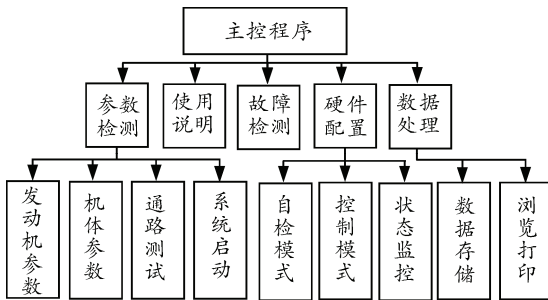 主控程序
参数
检测
使用
说明
故障
检测
硬件
配置
数据
处理
发动机参数
机体参数
通路测试
系统启动
自检模式
控制模式
状态监控
数据存储
浏览打印